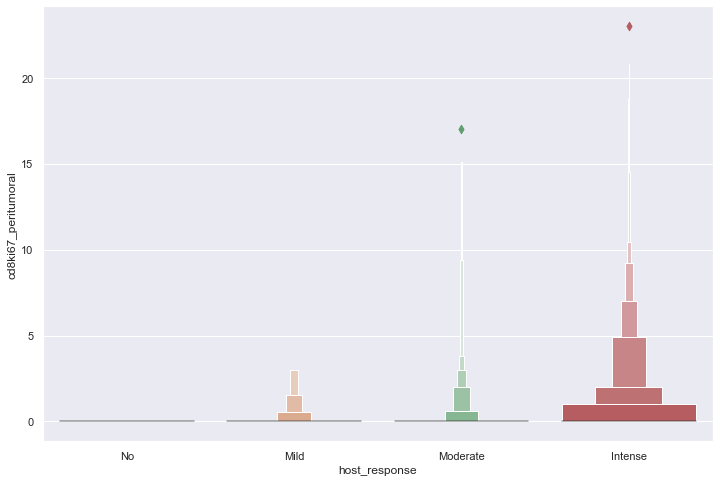 20
15
10
5
0
cd8ki67_peritumoral
No Mild Moderate Intense
host_response